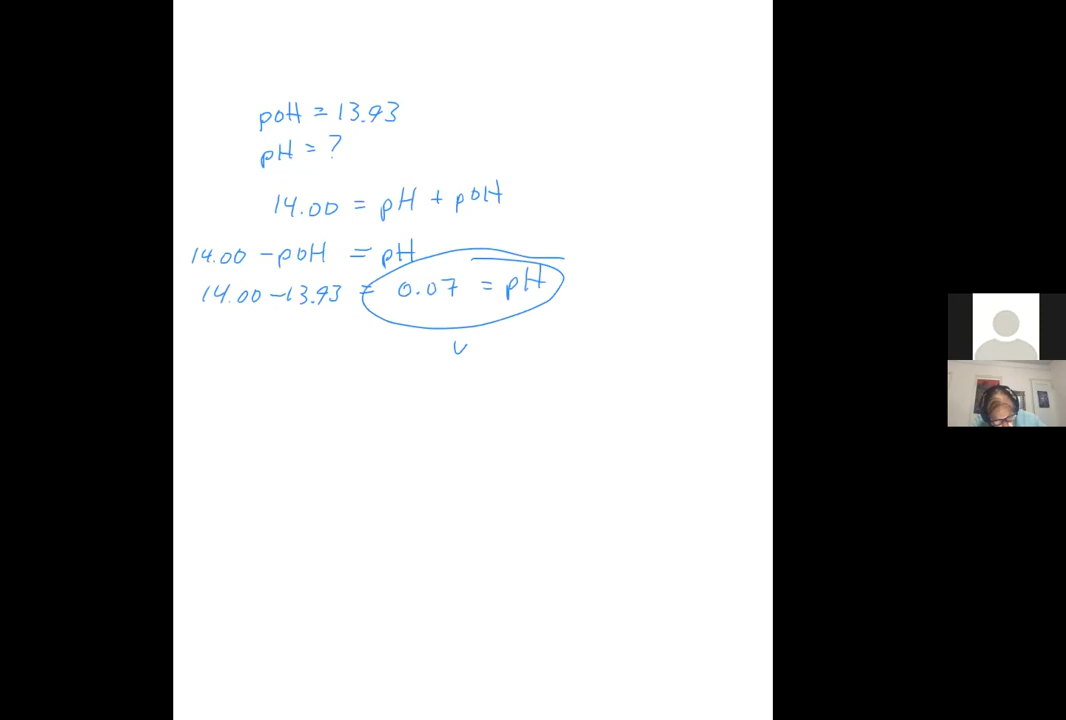 poH = 13.93
pH = ?
14.00 = pH + poH
14.00 - poH = pH
14.00 - 13.93 = 0.07 = pH
v